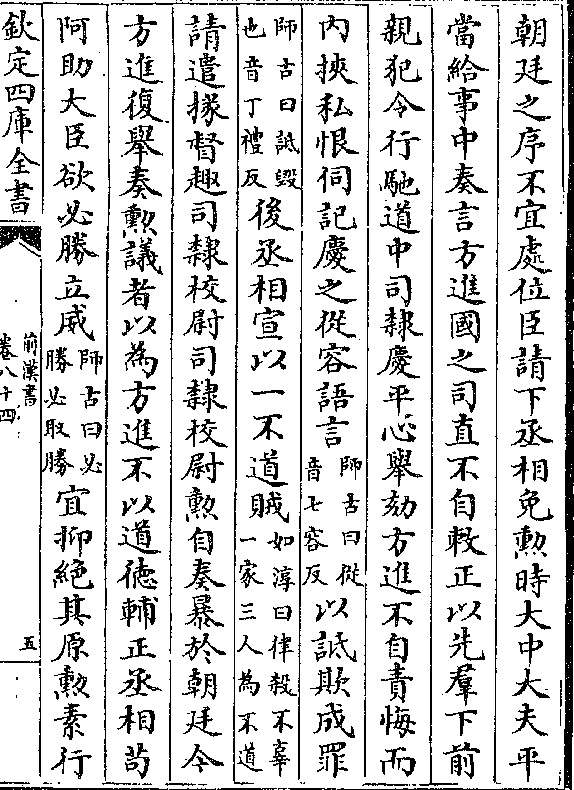 朝廷之序不宜處位臣請下丞相免勲時大中大夫平
當給事中奏言方進國之司直不自敕正以先羣下前
親犯令行馳道中司隸慶平心舉劾方進不自責悔而
内挾私恨伺記慶之從容語言師古曰從音七容反以詆欺成罪
師古曰詆毀也音丁禮反後丞相宣以一不道賊如淳曰律殺不辜一家三人為不道
請遣掾督趣司隸校尉司隸校尉勲自奏暴於朝廷今
方進復舉奏勲議者以為方進不以道徳輔正丞相苟
阿助大臣欲必勝立威師古曰必勝必取勝宜抑絶其原勲素行
欽定四庫全書
前漢書
卷八十四
五